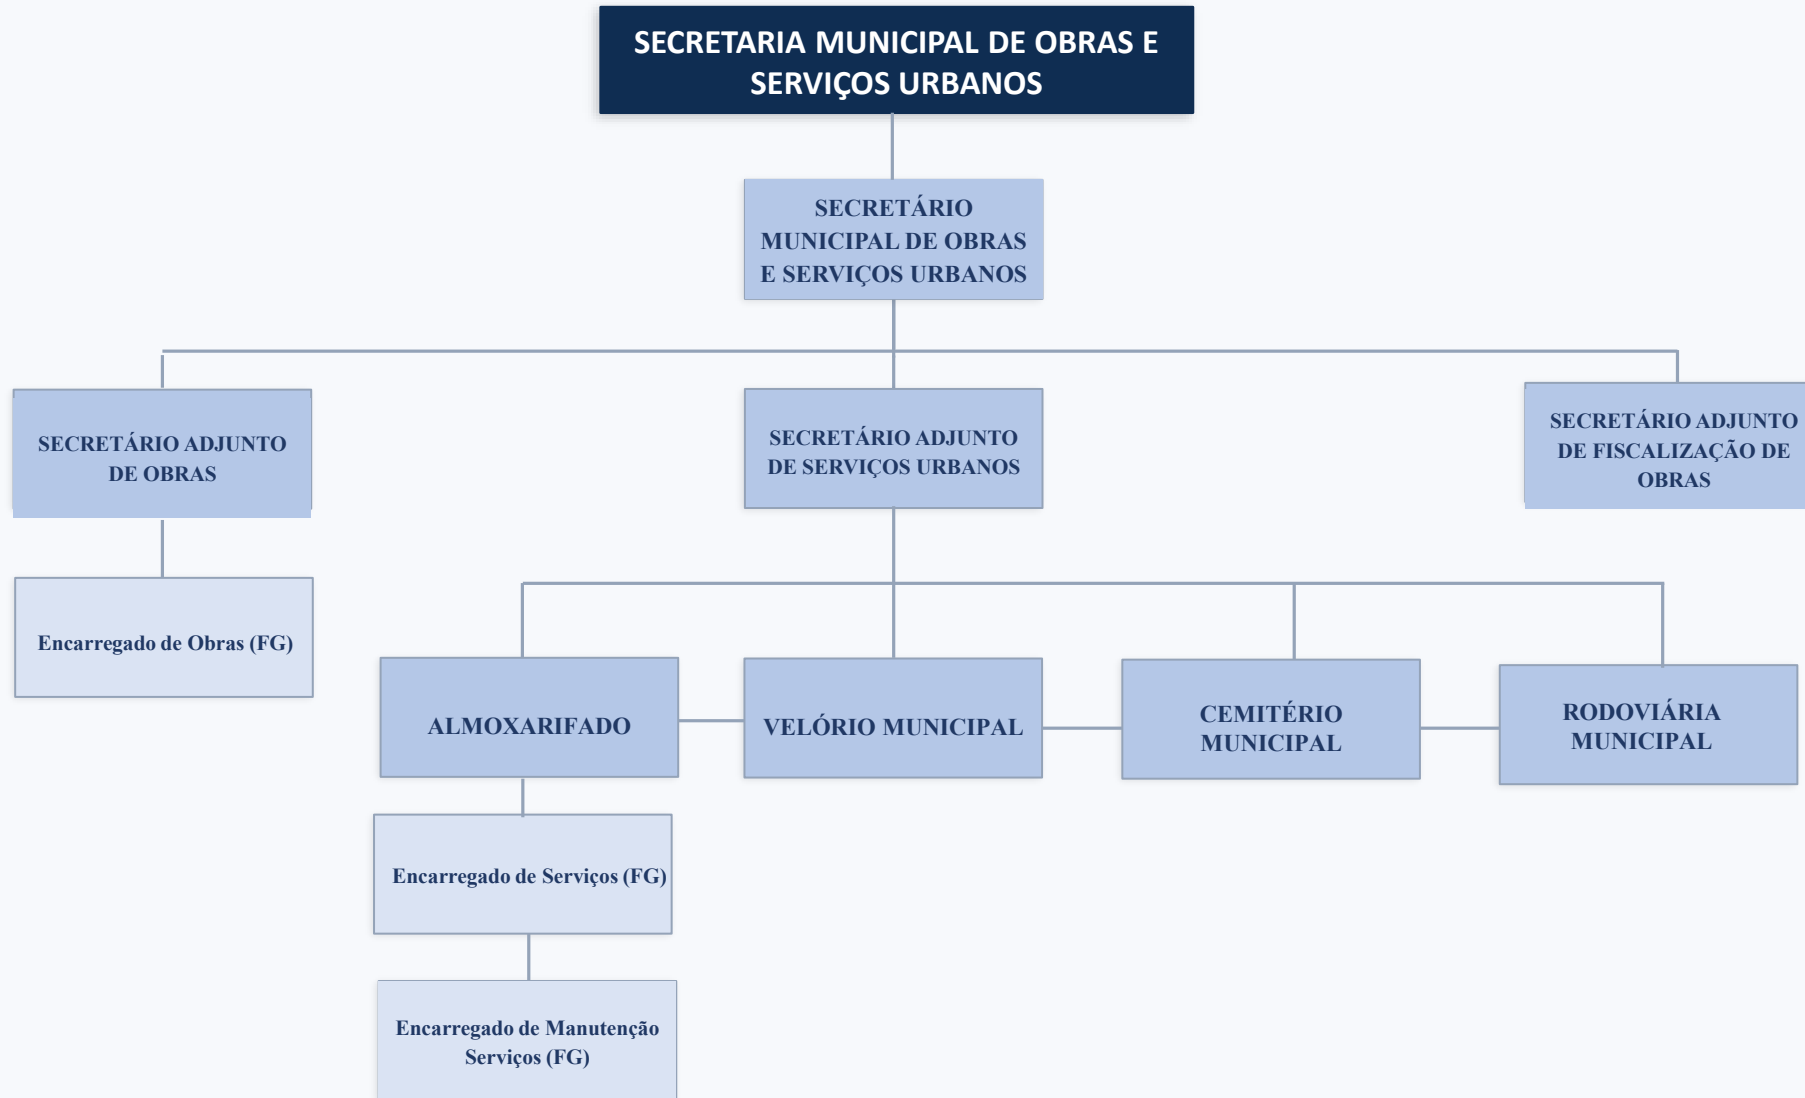 SECRETARIA MUNICIPAL DE OBRAS E
SERVIÇOS URBANOS
SECRETÁRIO
MUNICIPAL DE OBRAS
E SERVIÇOS URBANOS
SECRETÁRIO ADJUNTO
DE OBRAS
SECRETÁRIO ADJUNTO
DE SERVIÇOS URBANOS
SECRETÁRIO ADJUNTO
DE FISCALIZAÇÃO DE
OBRAS
Encarregado de Obras (FG)
ALMOXARIFADO
VELÓRIO MUNICIPAL
CEMITÉRIO
MUNICIPAL
RODOVIÁRIA
MUNICIPAL
Encarregado de Serviços (FG)
Encarregado de Manutenção
Serviços (FG)